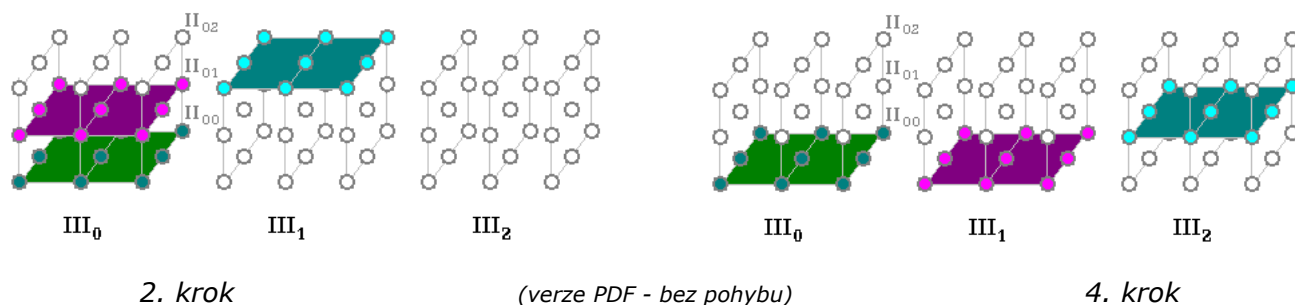 II₀₂ II₀₂
II₀₁ II₀₁
II₀₀ II₀₀
III₀ III₁ III₂ III₀ III₁ III₂
2. krok (verze PDF - bez pohybu) 4. krok